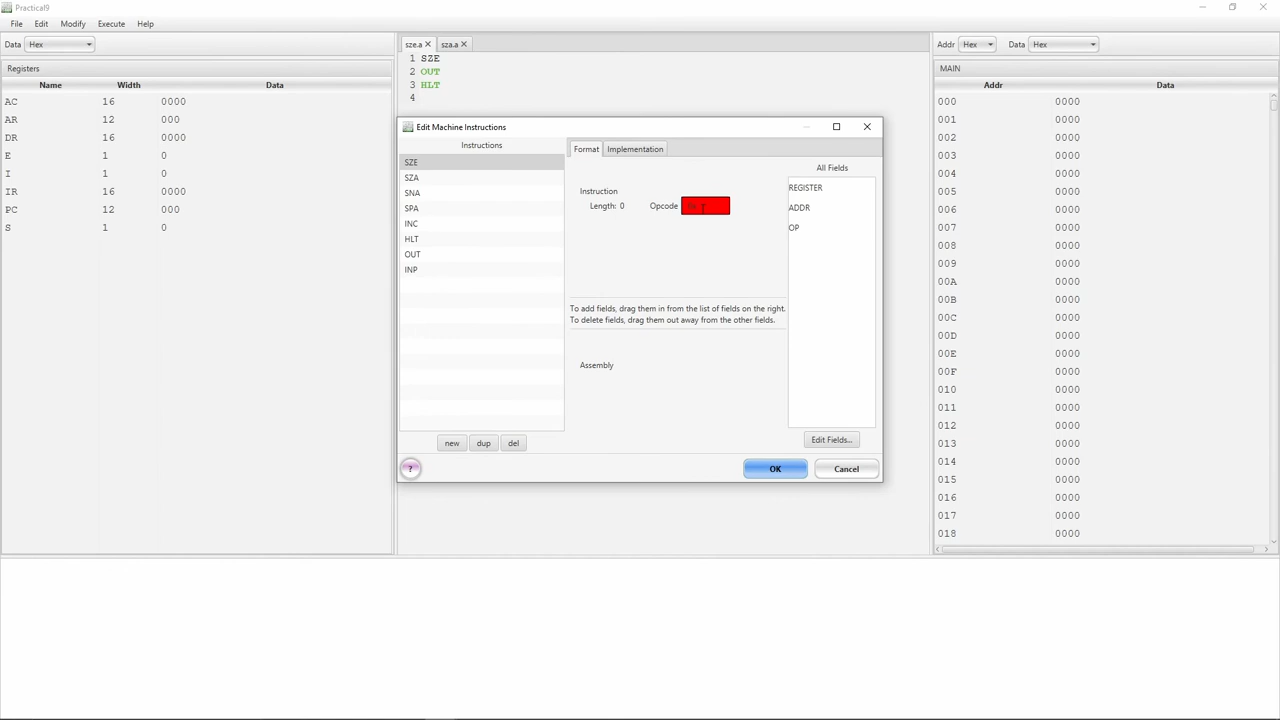 Practical9
File Edit Modify Execute Help
Data Hex
Registers
Name Width Data
AC 16 0000
AR 12 000
DR 16 0000
E 1 0
I 1 0
IR 16 0000
PC 12 000
S 1 0
sze.a sza.a
1 SZE
2 OUT
3 HLT
4
Edit Machine Instructions
Instructions
SZE
SZA
SNA
SPA
INC
HLT
OUT
INP
new dup del
Format Implementation
Instruction
Length: 0 Opcode
To add fields, drag them in from the list of fields on the right.
To delete fields, drag them out away from the other fields.
Assembly
All Fields
REGISTER
ADDR
OP
Edit Fields...
? OK Cancel
Addr Hex Data Hex
MAIN
Addr Data
000 0000
001 0000
002 0000
003 0000
004 0000
005 0000
006 0000
007 0000
008 0000
009 0000
00A 0000
00B 0000
00C 0000
00D 0000
00E 0000
00F 0000
010 0000
011 0000
012 0000
013 0000
014 0000
015 0000
016 0000
017 0000
018 0000